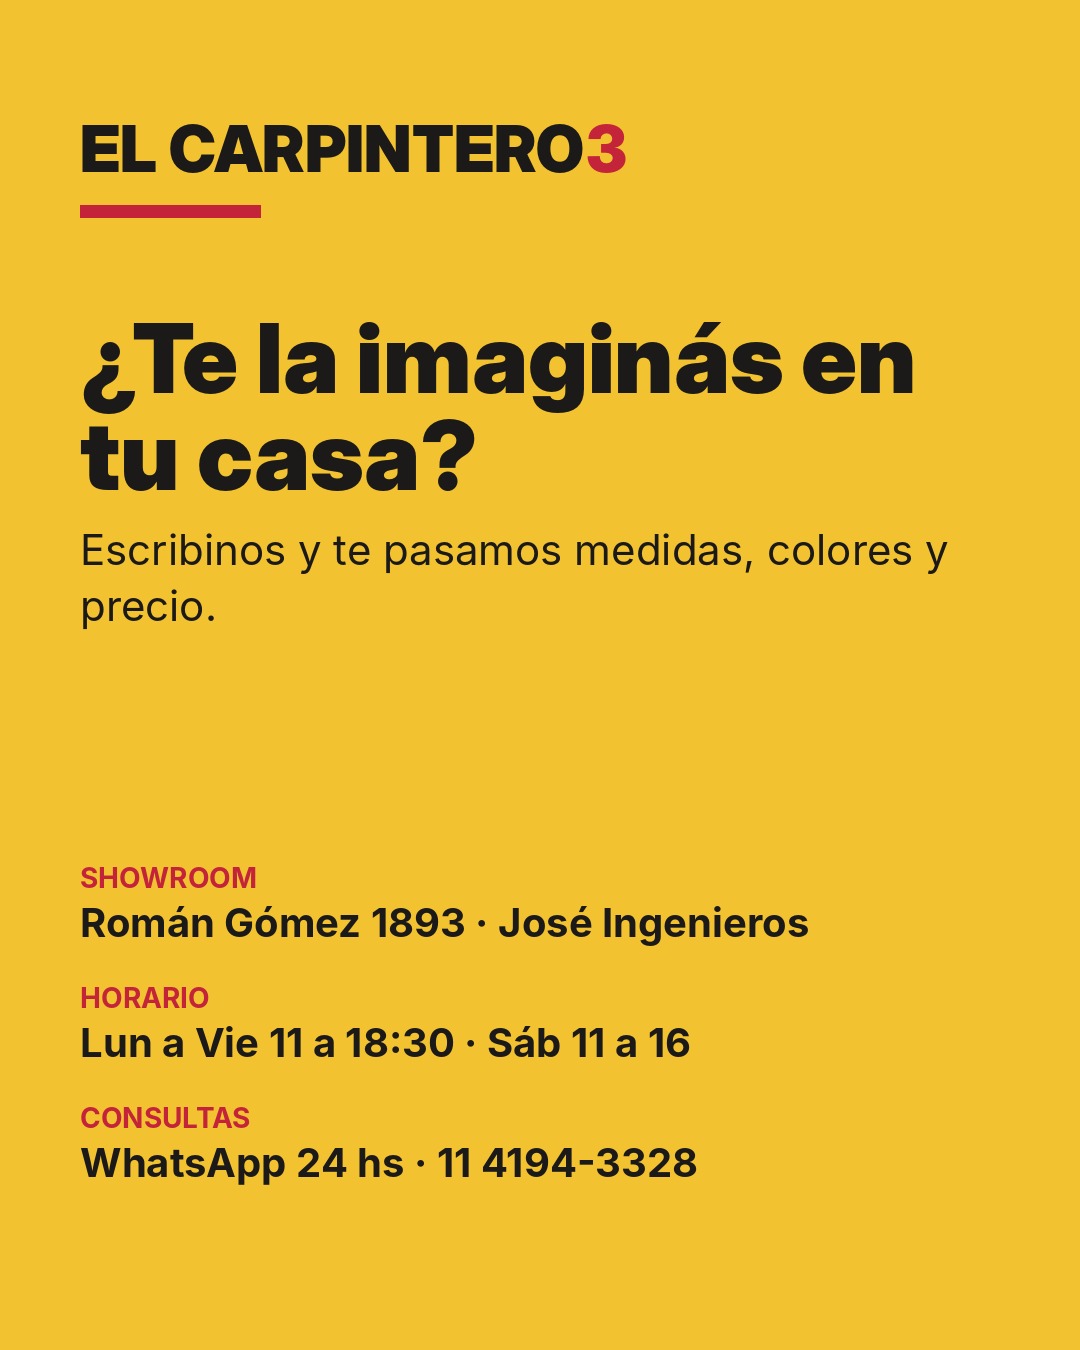 EL CARPINTERO3
¿Te la imaginás en
tu casa?
Escribinos y te pasamos medidas, colores y
precio.
SHOWROOM
Román Gómez 1893 · José Ingenieros
HORARIO
Lun a Vie 11 a 18:30 · Sáb 11 a 16
CONSULTAS
WhatsApp 24 hs · 11 4194-3328